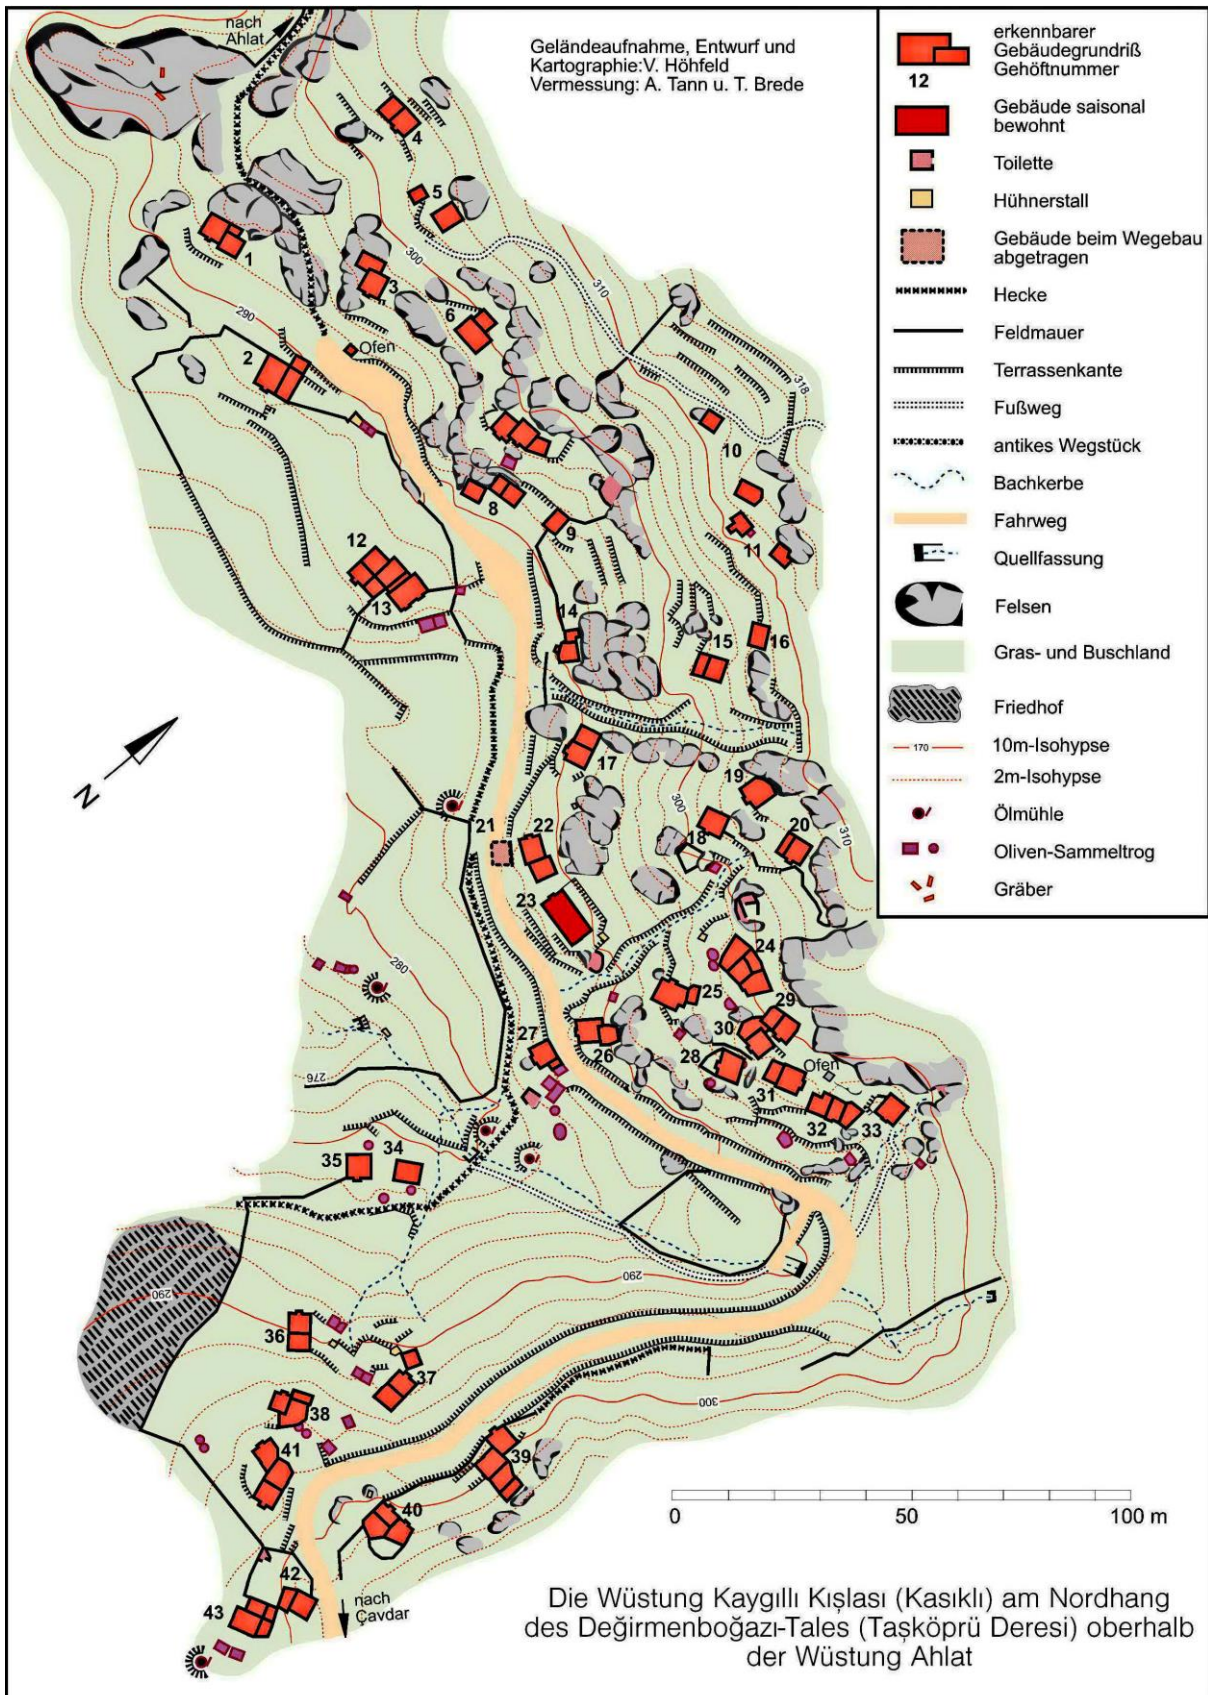 nach
Ahlat
Geländeaufnahme, Entwurf und
Kartographie:V. Höhfeld
Vermessung: A. Tann u. T. Brede
erkennbarer
Gebäudegrundriß
Gehöftnummer
12
Gebäude saisonal
bewohnt
Toilette
Hühnerstall
Gebäude beim Wegebau
abgetragen
Hecke
Feldmauer
Terrassenkante
Fußweg
antikes Wegstück
Bachkerbe
Fahrweg
Quellfassung
Felsen
Gras- und Buschland
Friedhof
170
10m-Isohypse
2m-Isohypse
Ölmühle
Oliven-Sammeltrog
Gräber
4
5
1
300
310
3
290
6
Ofen
2
318
10
8
9
11
12
13
14
15
16
N
17
19
300
21
22
18
20
310
23
24
280
25
29
30
27
26
28
Ofen
276
31
32
33
35
34
290
290
36
37
300
38
41
39
40
0
50
100 m
42
43
nach
Çavdar
Die Wüstung Kaygıllı Kışlası (Kasıklı) am Nordhang
des Değirmenboğazı-Tales (Taşköprü Deresi) oberhalb
der Wüstung Ahlat